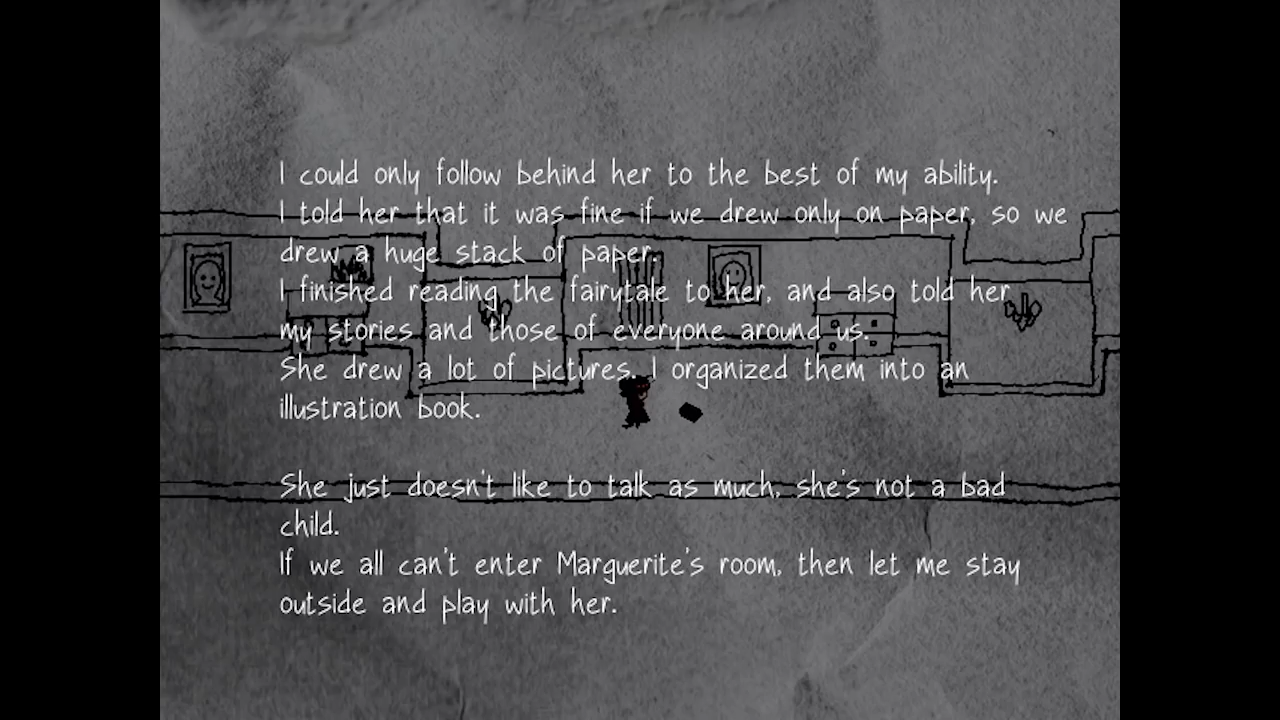 I could only follow behind her to the best of my ability.
I told her that it was fine if we drew only on paper, so we
drew a huge stack of paper.
I finished reading the fairytale to her, and also told her
my stories and those of everyone around us.
She drew a lot of pictures. I organized them into an
illustration book.
She just doesn't like to talk as much, she's not a bad
child.
If we all can't enter Marguerite's room, then let me stay
outside and play with her.